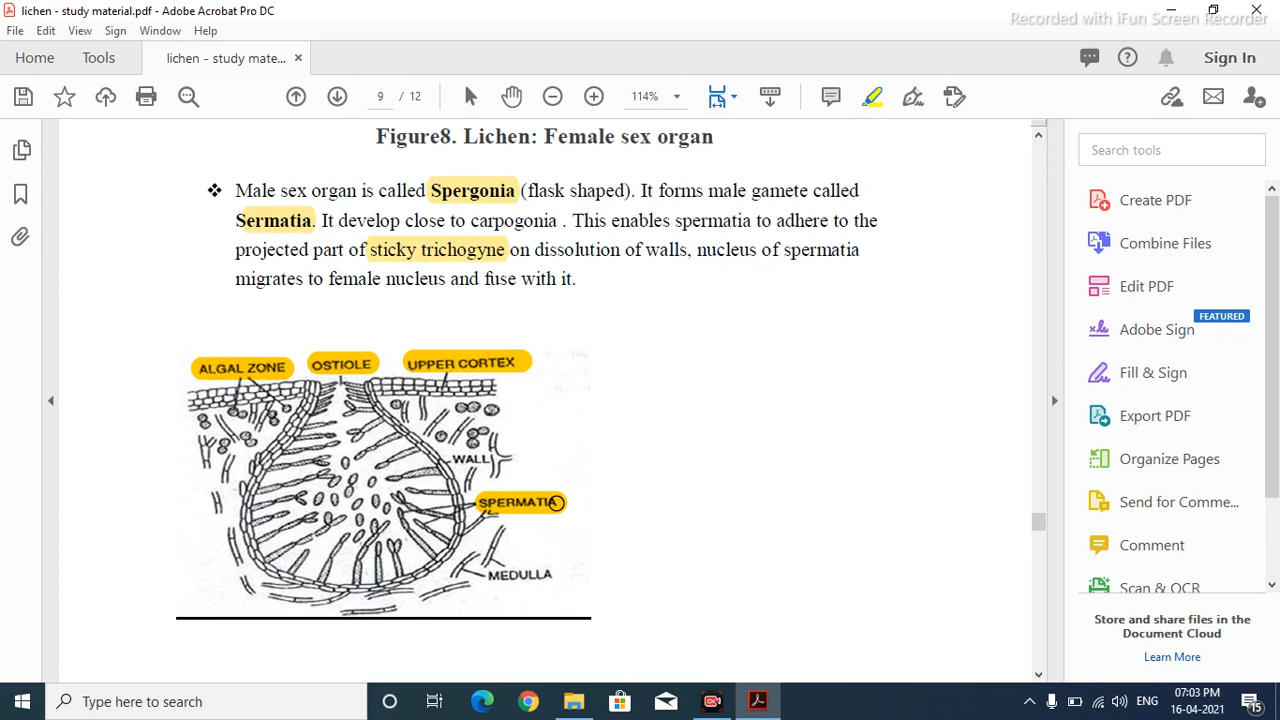 lichen - study material.pdf - Adobe Acrobat Pro DC
Recorded with iFun Screen Recorder
File Edit View Sign Window Help
Home Tools lichen - study mate... × Sign In
9 / 12 114%
Figure8. Lichen: Female sex organ
❖ Male sex organ is called Spergonia (flask shaped). It forms male gamete called
Sermatia. It develop close to carpogonia . This enables spermatia to adhere to the
projected part of sticky trichogyne on dissolution of walls, nucleus of spermatia
migrates to female nucleus and fuse with it.
ALGAL ZONE OSTIOLE UPPER CORTEX
WALL
SPERMATIA
MEDULLA
Search tools
Create PDF
Combine Files
Edit PDF
FEATURED
Adobe Sign
Fill & Sign
Export PDF
Organize Pages
Send for Comme...
Comment
Scan & OCR
Store and share files in the
Document Cloud
Learn More
Type here to search
ENG
07:03 PM
16-04-2021
15